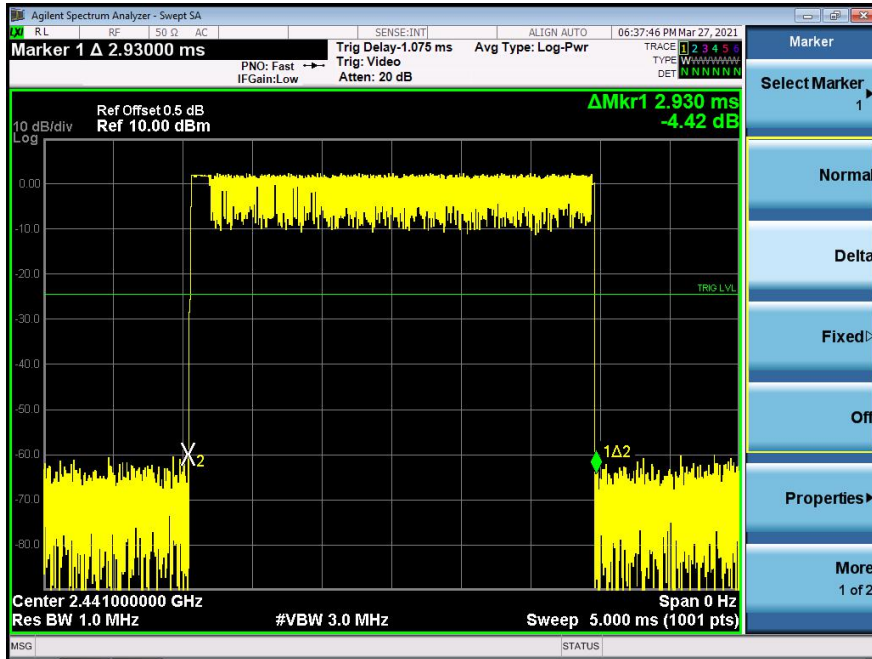 Agilent Spectrum Analyzer - Swept SA
LXI RL RF 50 Ω AC SENSE:INT ALIGN AUTO 06:37:46 PM Mar 27, 2021
Marker 1 Δ 2.93000 ms
PNO: Fast
IFGain:Low
Trig Delay-1.075 ms
Trig: Video
Atten: 20 dB
Avg Type: Log-Pwr
TRACE 1 2 3 4 5 6
TYPE WWWWWW
DET N N N N N N
Ref Offset 0.5 dB
10 dB/div Ref 10.00 dBm
Log
ΔMkr1 2.930 ms
-4.42 dB
0.00
-10.0
-20.0
TRIG LVL
-30.0
-40.0
-50.0
-60.0
2
1Δ2
-70.0
-80.0
Center 2.441000000 GHz Span 0 Hz
Res BW 1.0 MHz #VBW 3.0 MHz Sweep 5.000 ms (1001 pts)
MSG STATUS
Marker
Select Marker
1
Normal
Delta
Fixed
Off
Properties
More
1 of 2